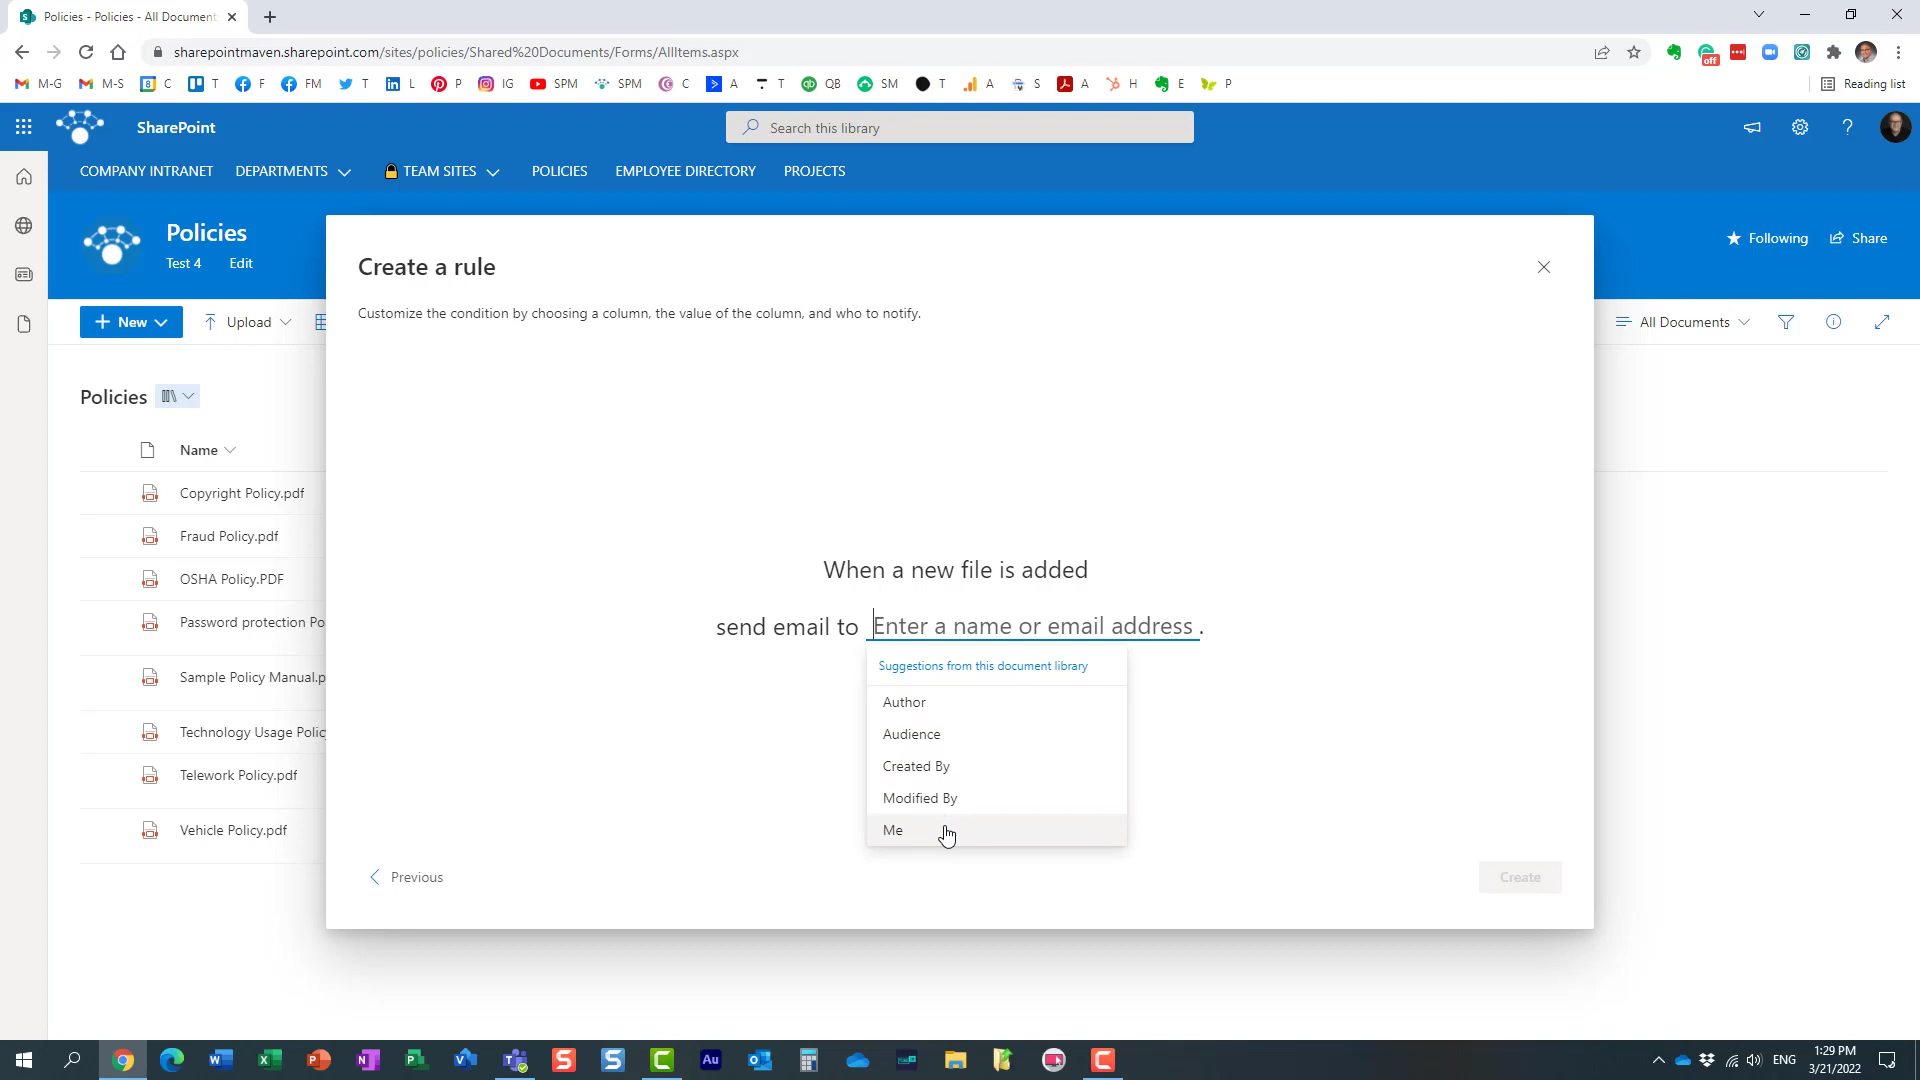 Policies - Policies - All Document
sharepointmaven.sharepoint.com/sites/policies/Shared%20Documents/Forms/AllItems.aspx
off
M-G M-S 8 C T F FM T L P IG SPM SPM C A T QB SM T A S A H E P Reading list
SharePoint
Search this library
COMPANY INTRANET DEPARTMENTS TEAM SITES POLICIES EMPLOYEE DIRECTORY PROJECTS
Policies
Test 4 Edit
Following Share
New Upload
All Documents
Policies
Name
Copyright Policy.pdf
Fraud Policy.pdf
OSHA Policy.PDF
Password protection Po
Sample Policy Manual.p
Technology Usage Polic
Telework Policy.pdf
Vehicle Policy.pdf
Create a rule
Customize the condition by choosing a column, the value of the column, and who to notify.
When a new file is added
send email to Enter a name or email address .
Suggestions from this document library
Author
Audience
Created By
Modified By
Me
Previous
Create
ENG
1:29 PM
3/21/2022